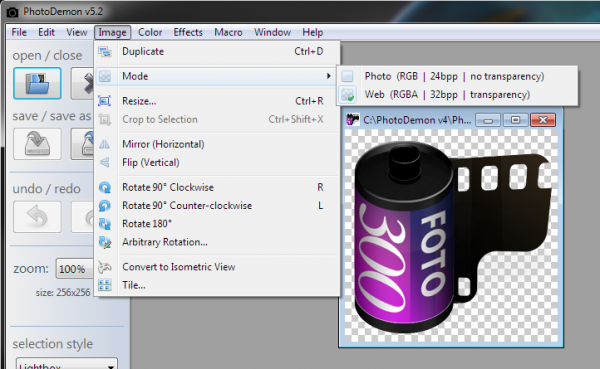 PhotoDemon v5.2
File Edit View Image Color Effects Macro Window Help
open / close
save / save as
undo / redo
zoom: 100%
size: 256x256
selection style
Lightbox
Duplicate Ctrl+D
Mode
Resize... Ctrl+R
Crop to Selection Ctrl+Shift+X
Mirror (Horizontal)
Flip (Vertical)
Rotate 90° Clockwise R
Rotate 90° Counter-clockwise L
Rotate 180°
Arbitrary Rotation...
Convert to Isometric View
Tile...
Photo (RGB | 24bpp | no transparency)
Web (RGBA | 32bpp | transparency)
C:\PhotoDemon v4\Ph...
FOTO
300